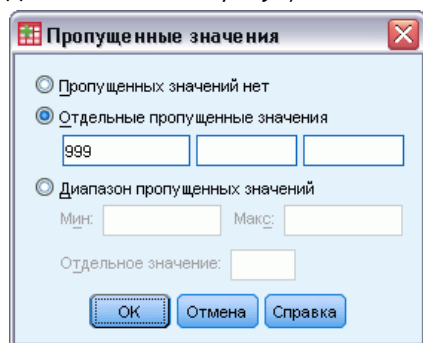 Пропущенные значения
Пропущенных значений нет
Отдельные пропущенные значения
999
Диапазон пропущенных значений
Мин: Макс:
Отдельное значение:
OK Отмена Справка